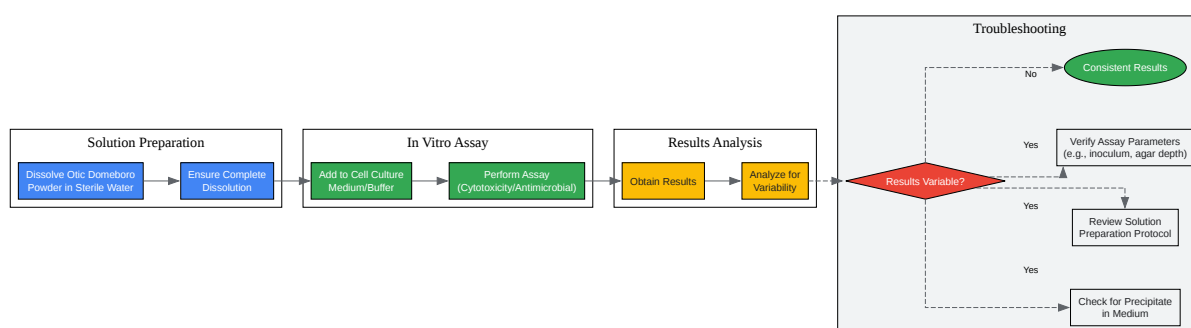 Solution Preparation
Dissolve Otic Domeboro
Powder in Sterile Water
Ensure Complete
Dissolution
In Vitro Assay
Add to Cell Culture
Medium/Buffer
Perform Assay
(Cytotoxicity/Antimicrobial)
Results Analysis
Obtain Results
Analyze for
Variability
Troubleshooting
Results Variable?
No
Consistent Results
Yes
Verify Assay Parameters
(e.g., inoculum, agar depth)
Yes
Review Solution
Preparation Protocol
Yes
Check for Precipitate
in Medium